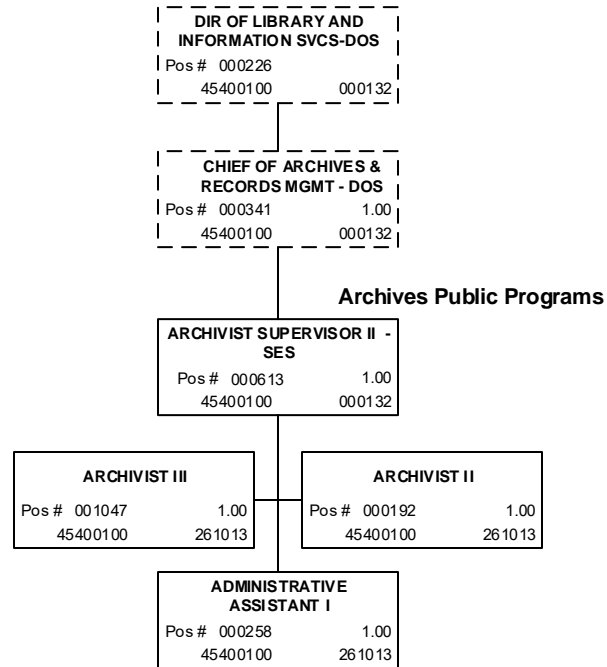 DIR OF LIBRARY AND
INFORMATION SVCS-DOS
Pos # 000226
45400100 000132
CHIEF OF ARCHIVES &
RECORDS MGMT - DOS
Pos # 000341 1.00
45400100 000132
Archives Public Programs
ARCHIVIST SUPERVISOR II -
SES
Pos # 000613 1.00
45400100 000132
ARCHIVIST III
Pos # 001047 1.00
45400100 261013
ARCHIVIST II
Pos # 000192 1.00
45400100 261013
ADMINISTRATIVE
ASSISTANT I
Pos # 000258 1.00
45400100 261013